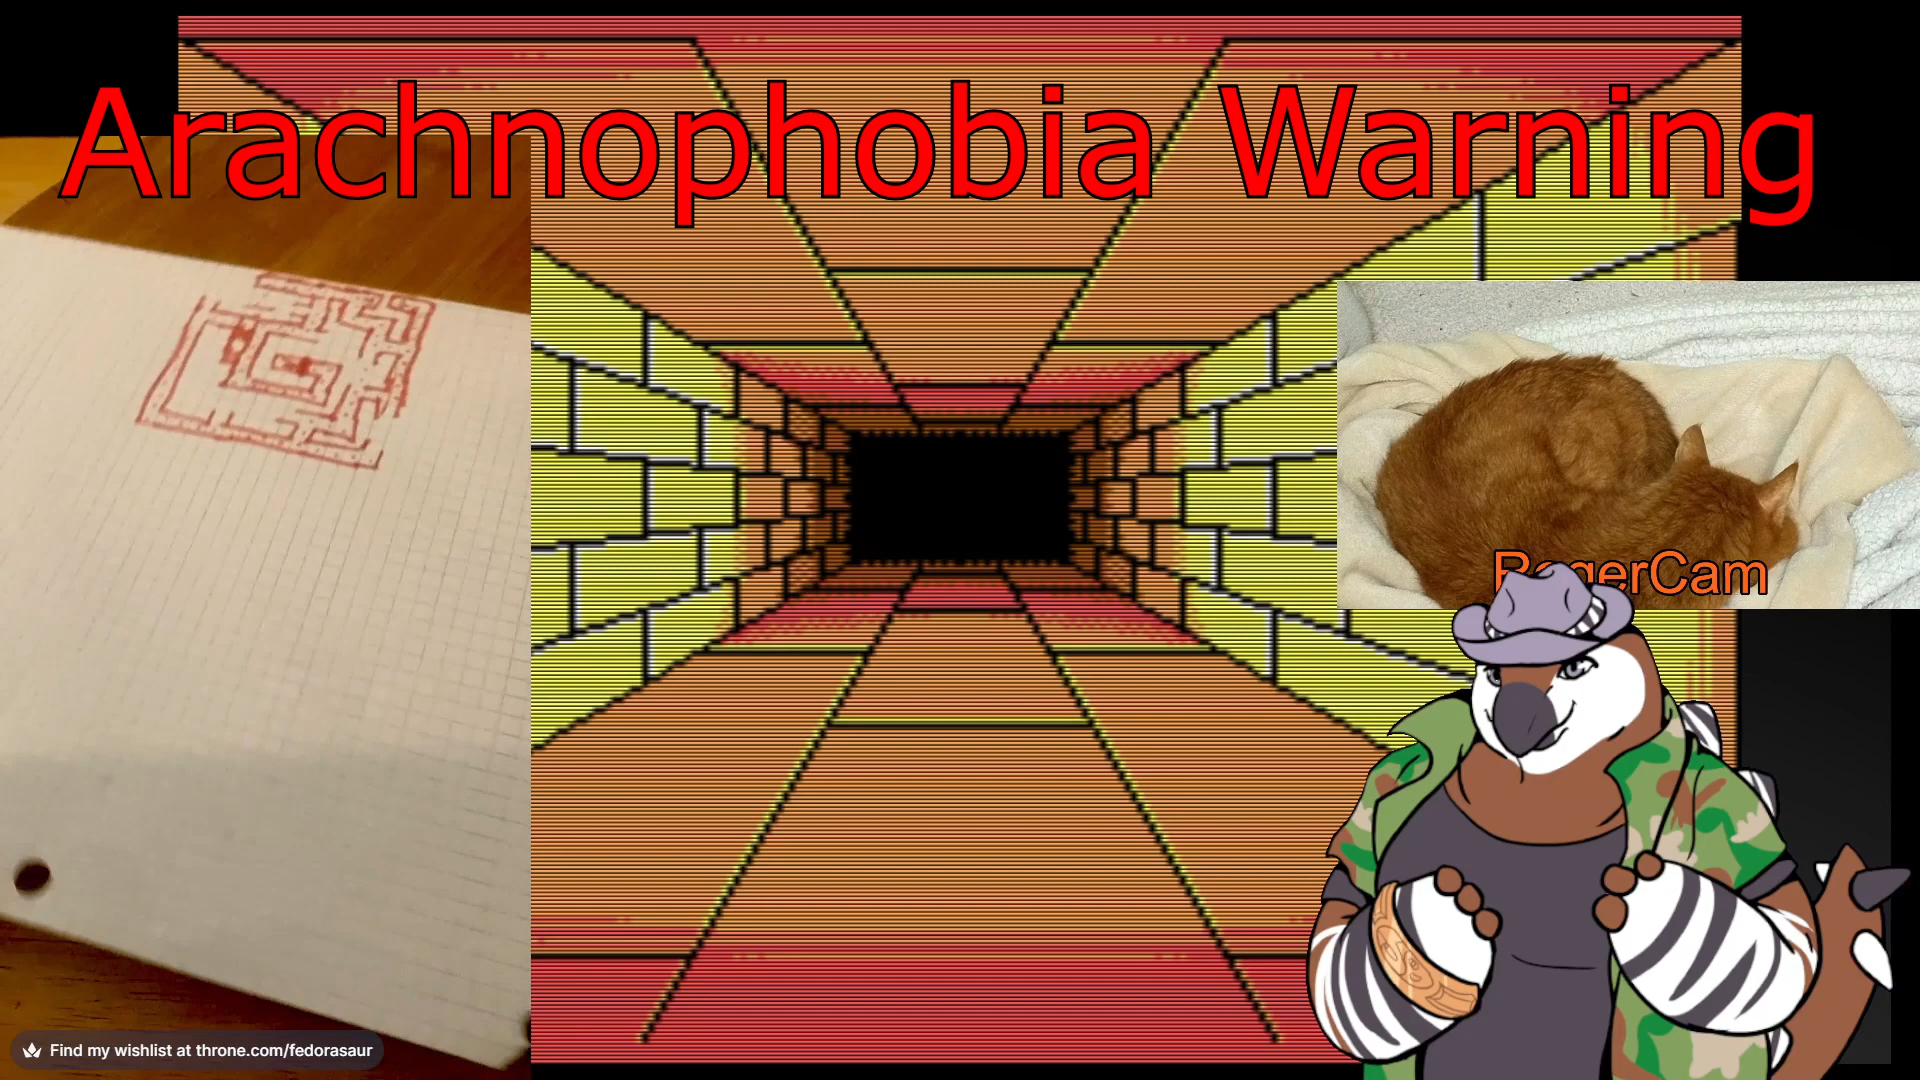 Arachnophobia Warning
RogerCam
Find my wishlist at throne.com/fedorasaur